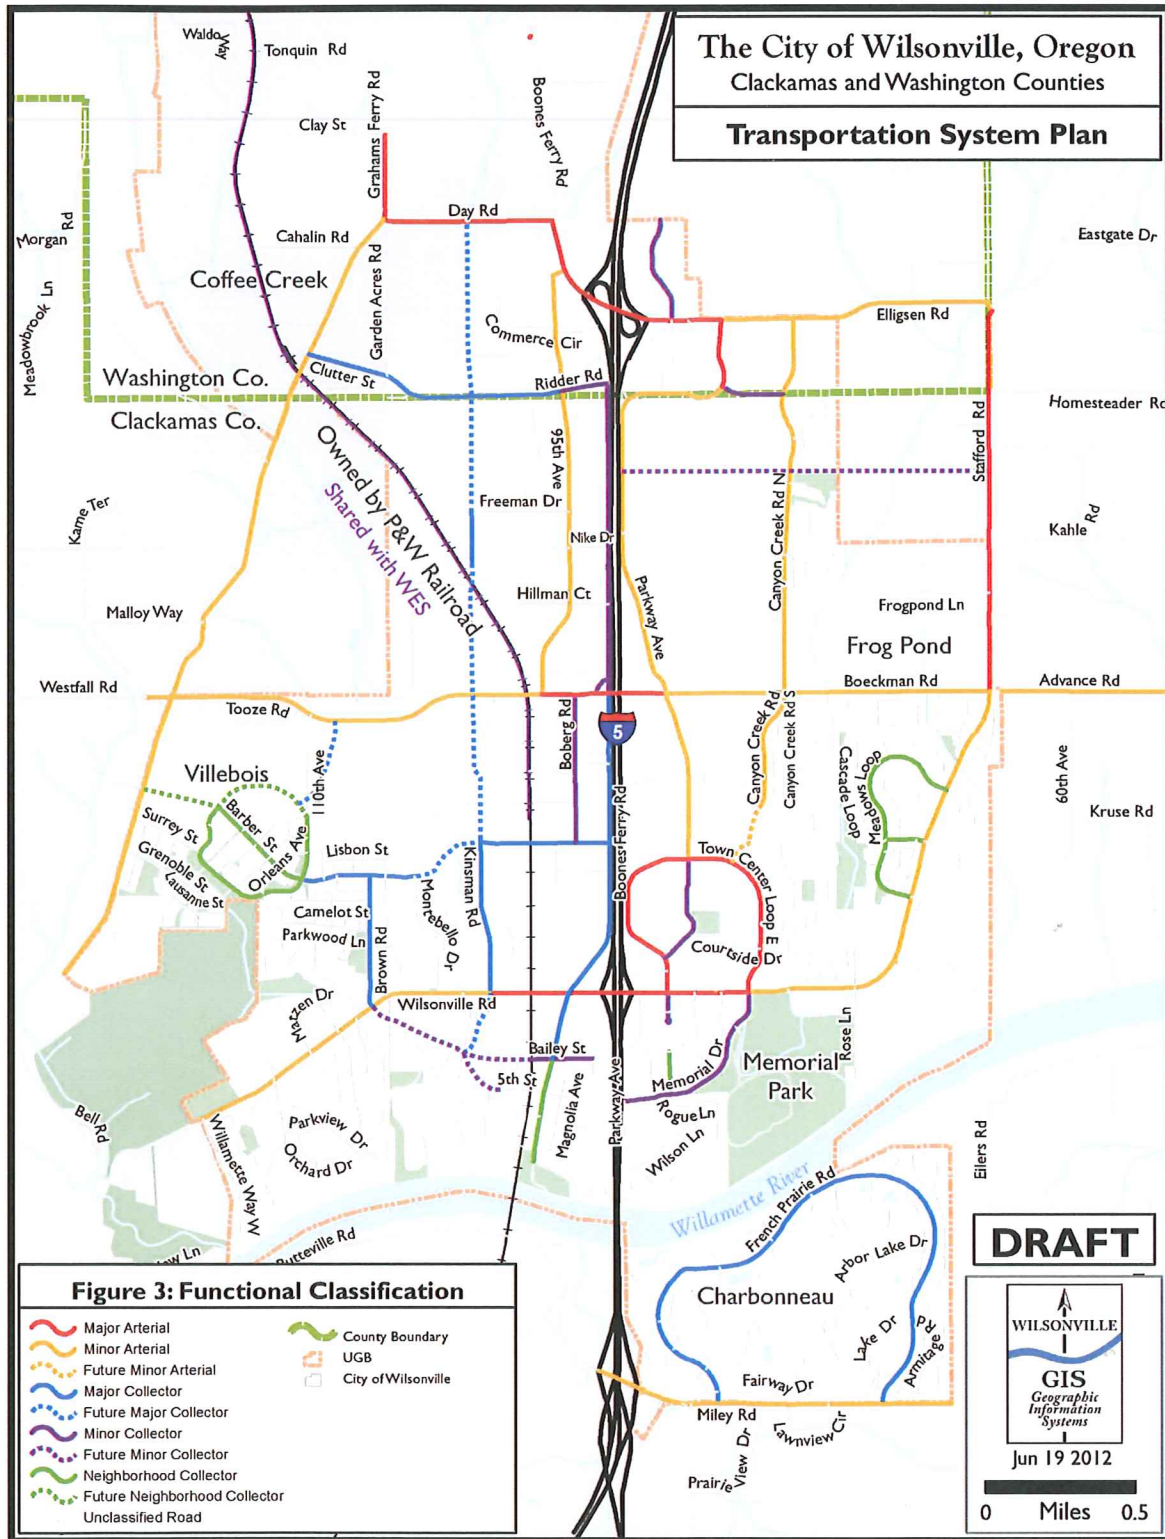 The City of Wilsonville, Oregon
Clackamas and Washington Counties
Transportation System Plan
Waldo Way
Tonquin Rd
Clay St
Grahams Ferry Rd
Boones Ferry Rd
Day Rd
Morgan Rd
Cahalin Rd
Eastgate Dr
Coffee Creek
Garden Acres Rd
Meadowbrook Ln
Commerce Cir
Elligsen Rd
Clutter St
Ridder Rd
Washington Co.
Clackamas Co.
Homesteader Rd
Stafford Rd
Owned by P&W Railroad
Shared with WES
95th Ave
Freeman Dr
Canyon Creek Rd N
Kame Ter
Kahle Rd
Nike Dr
Hillman Ct
Parkway Ave
Malloy Way
Frogpond Ln
Frog Pond
Westfall Rd
Boeckman Rd
Advance Rd
Tooze Rd
Boberg Rd
5
Canyon Creek Rd
Canyon Creek Rd S
110th Ave
Villebois
Cascade Loop
Meadows Loop
60th Ave
Kruse Rd
Surrey St
Barber St
Orleans Ave
Grenoble St
Lausanne St
Lisbon St
Kinsman Rd
Boones Ferry Rd
Town Center Loop E
Camelot St
Parkwood Ln
Brown Rd
Montebello Dr
Courtside Dr
Matzen Dr
Wilsonville Rd
Rose Ln
Bailey St
5th St
Memorial Dr
Memorial
Park
Magnolia Ave
Parkway Ave
Rogue Ln
Wilson Ln
Bell Rd
Parkview Dr
Orchard Dr
Willamette Way W
Eilers Rd
Willamette River
French Prairie Rd
Butteville Rd
Arbor Lake Dr
Charbonneau
Lake Dr
Armitage Rd
Fairway Dr
Miley Rd
Lawnview Cir
Prairie View Dr
DRAFT
Figure 3: Functional Classification
Major Arterial
Minor Arterial
Future Minor Arterial
Major Collector
Future Major Collector
Minor Collector
Future Minor Collector
Neighborhood Collector
Future Neighborhood Collector
Unclassified Road
County Boundary
UGB
City of Wilsonville
WILSONVILLE
GIS
Geographic
Information
Systems
Jun 19 2012
0 Miles 0.5